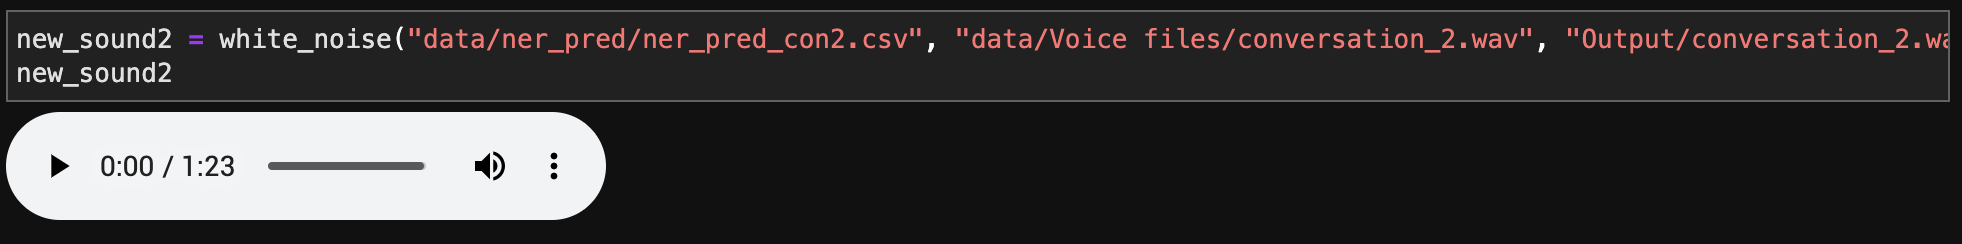 new_sound2 = white_noise("data/ner_pred/ner_pred_con2.csv", "data/Voice files/conversation_2.wav", "Output/conversation_2.wa
new_sound2
0:00 / 1:23